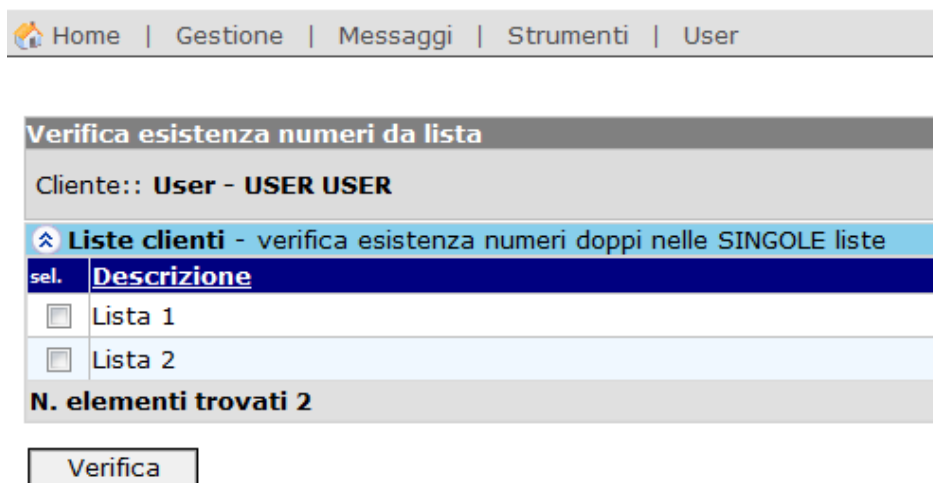 Home | Gestione | Messaggi | Strumenti | User
Verifica esistenza numeri da lista
Cliente:: User - USER USER
Liste clienti - verifica esistenza numeri doppi nelle SINGOLE liste
sel. Descrizione
Lista 1
Lista 2
N. elementi trovati 2
Verifica